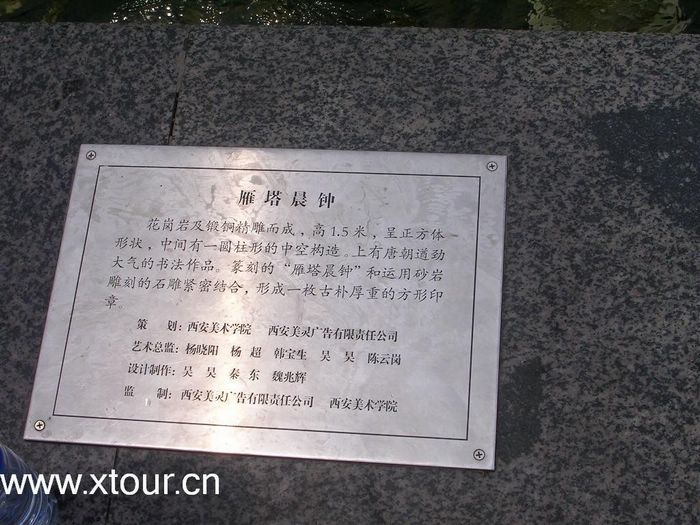 雁塔晨钟
花岗岩及锻铜精雕而成，高1.5米，呈正方体
形状，中间有一圆柱形的中空构造。上有唐朝道劲
大气的书法作品。篆刻的“雁塔晨钟”和运用砂岩
雕刻的石雕紧密结合，形成一枚古朴厚重的方形印
章。
策 划：西安美术学院 西安美灵广告有限责任公司
艺术总监：杨晓阳 杨 超 韩宝生 吴 昊 陈云岗
设计制作：吴 昊 秦 东 魏兆辉
监 制：西安美灵广告有限责任公司 西安美术学院
www.xtour.cn